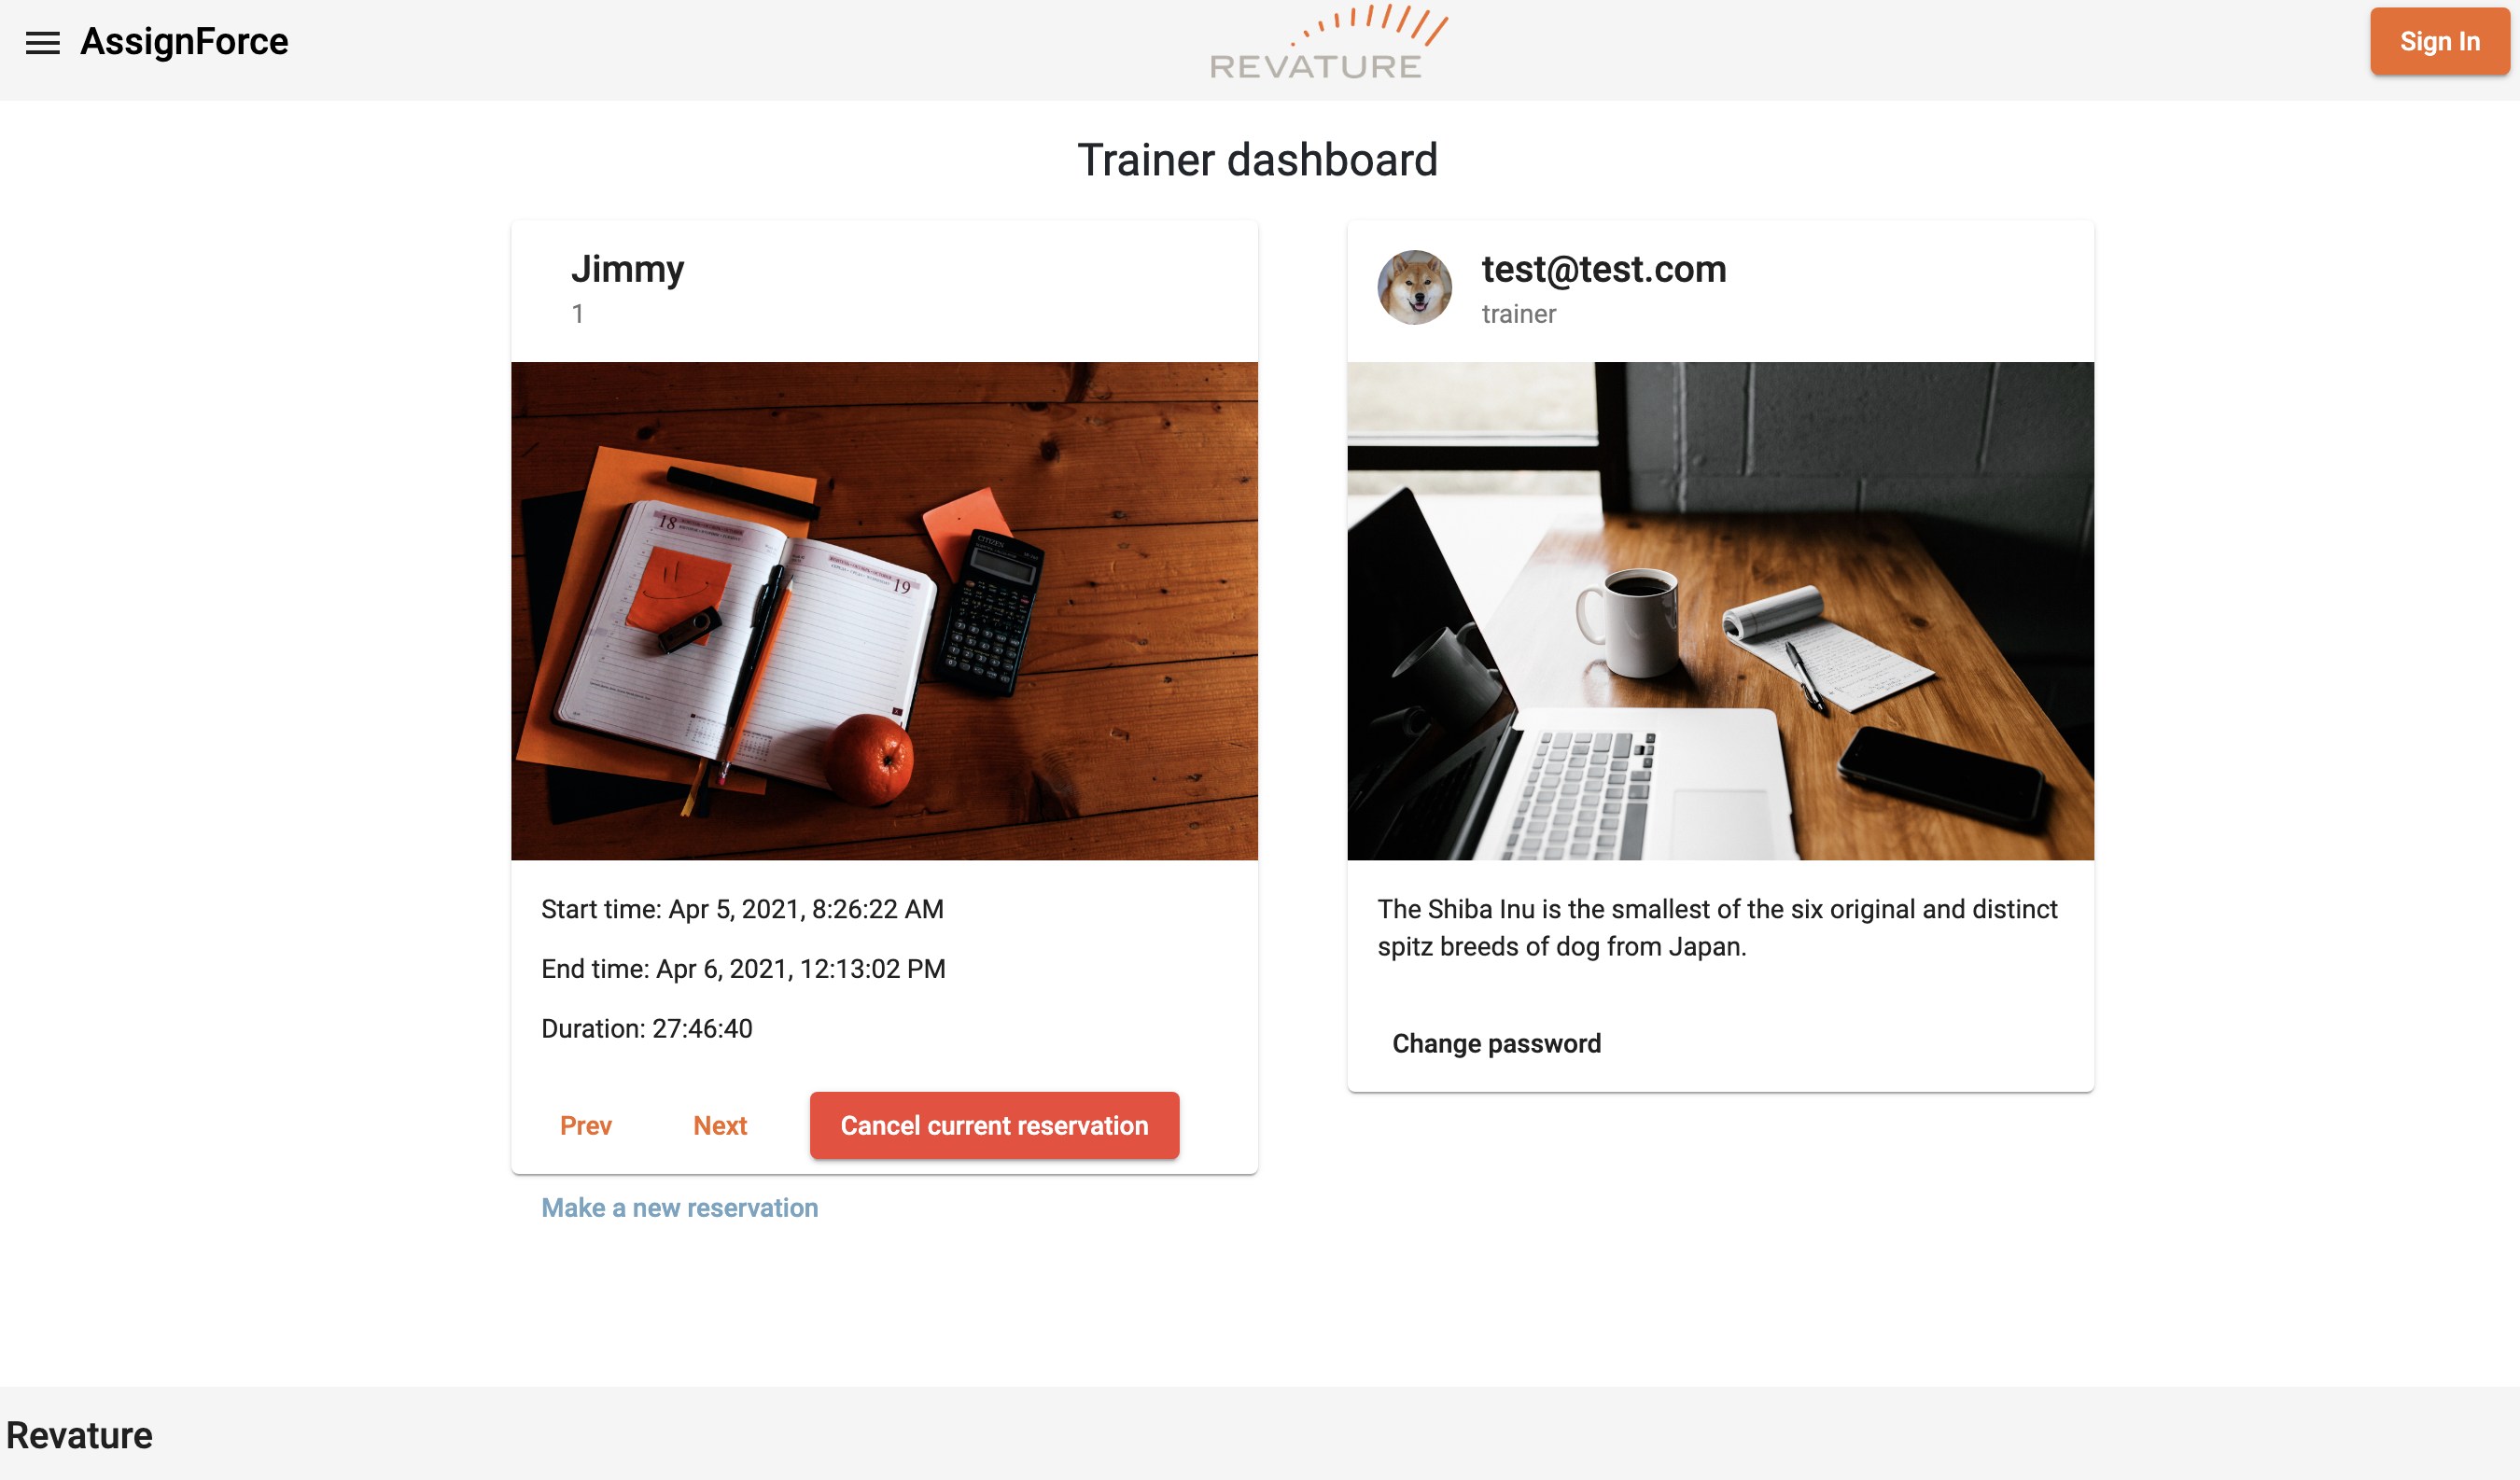 AssignForce
REVATURE
Sign In
Trainer dashboard
Jimmy
1
18
19
CITIZEN
Start time: Apr 5, 2021, 8:26:22 AM
End time: Apr 6, 2021, 12:13:02 PM
Duration: 27:46:40
Prev
Next
Cancel current reservation
Make a new reservation
test@test.com
trainer
The Shiba Inu is the smallest of the six original and distinct
spitz breeds of dog from Japan.
Change password
Revature